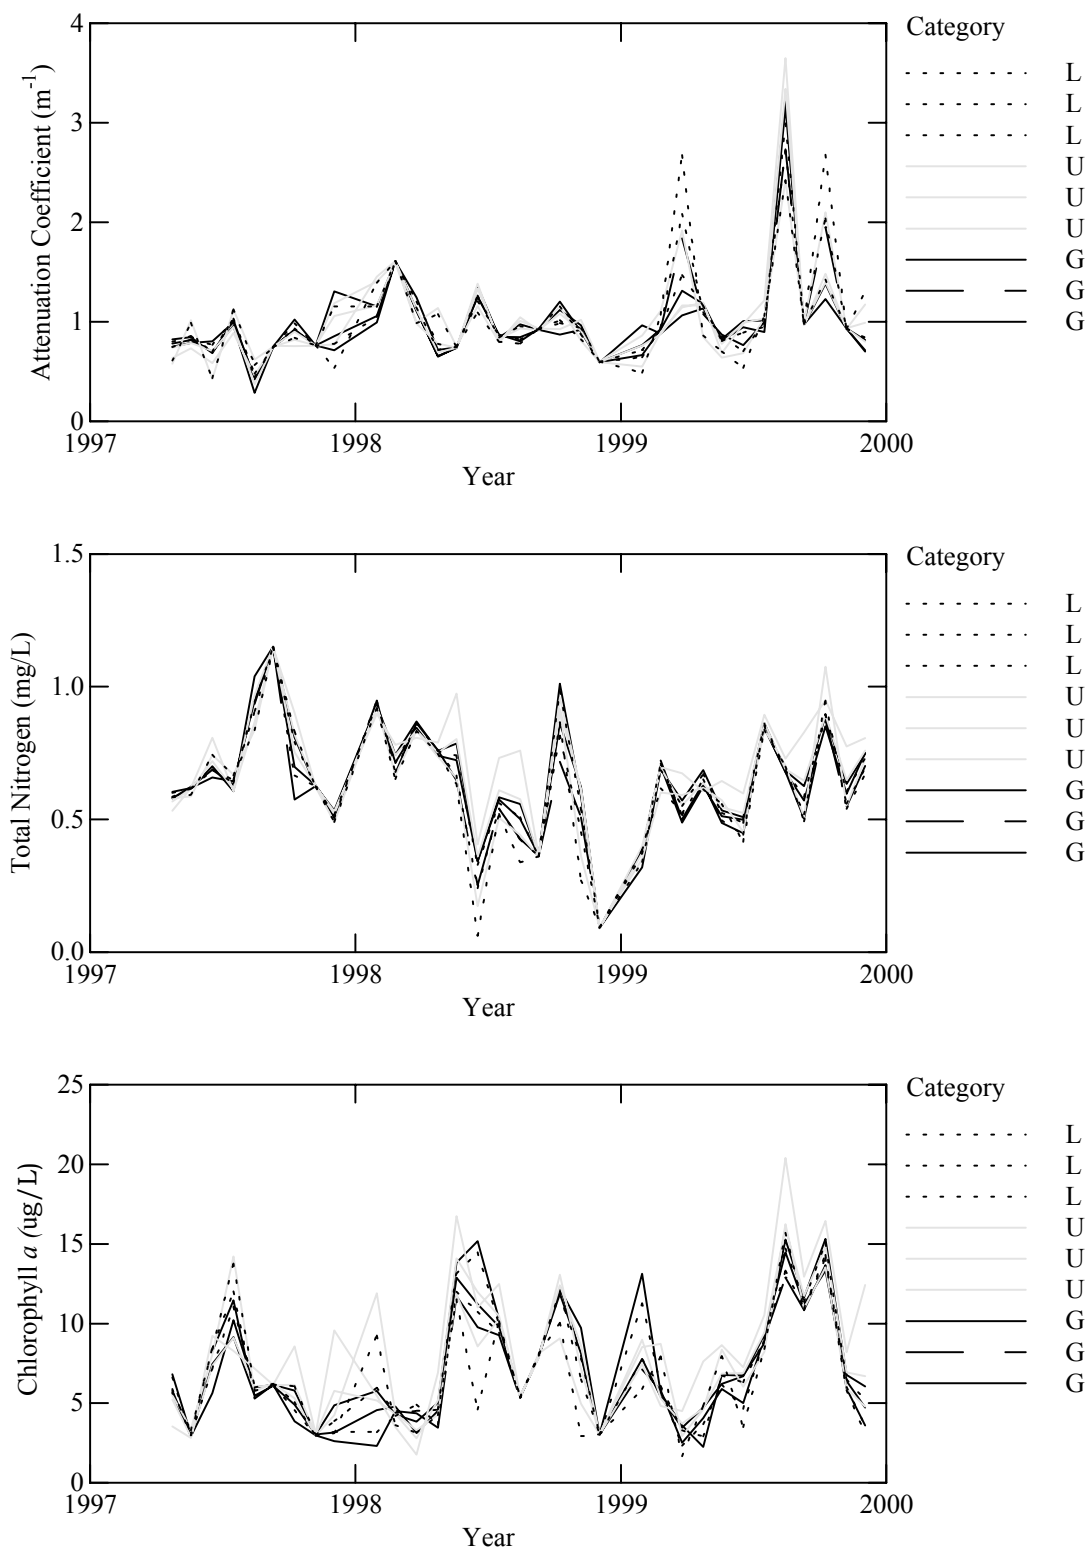 4
3
2
1
0
Attenuation Coefficient (m⁻¹)
1997
1998
1999
2000
Year
Category
L
L
L
U
U
U
G
G
G
1.5
1.0
0.5
0.0
Total Nitrogen (mg/L)
1997
1998
1999
2000
Year
Category
L
L
L
U
U
U
G
G
G
25
20
15
10
5
0
Chlorophyll a (ug/L)
1997
1998
1999
2000
Year
Category
L
L
L
U
U
U
G
G
G